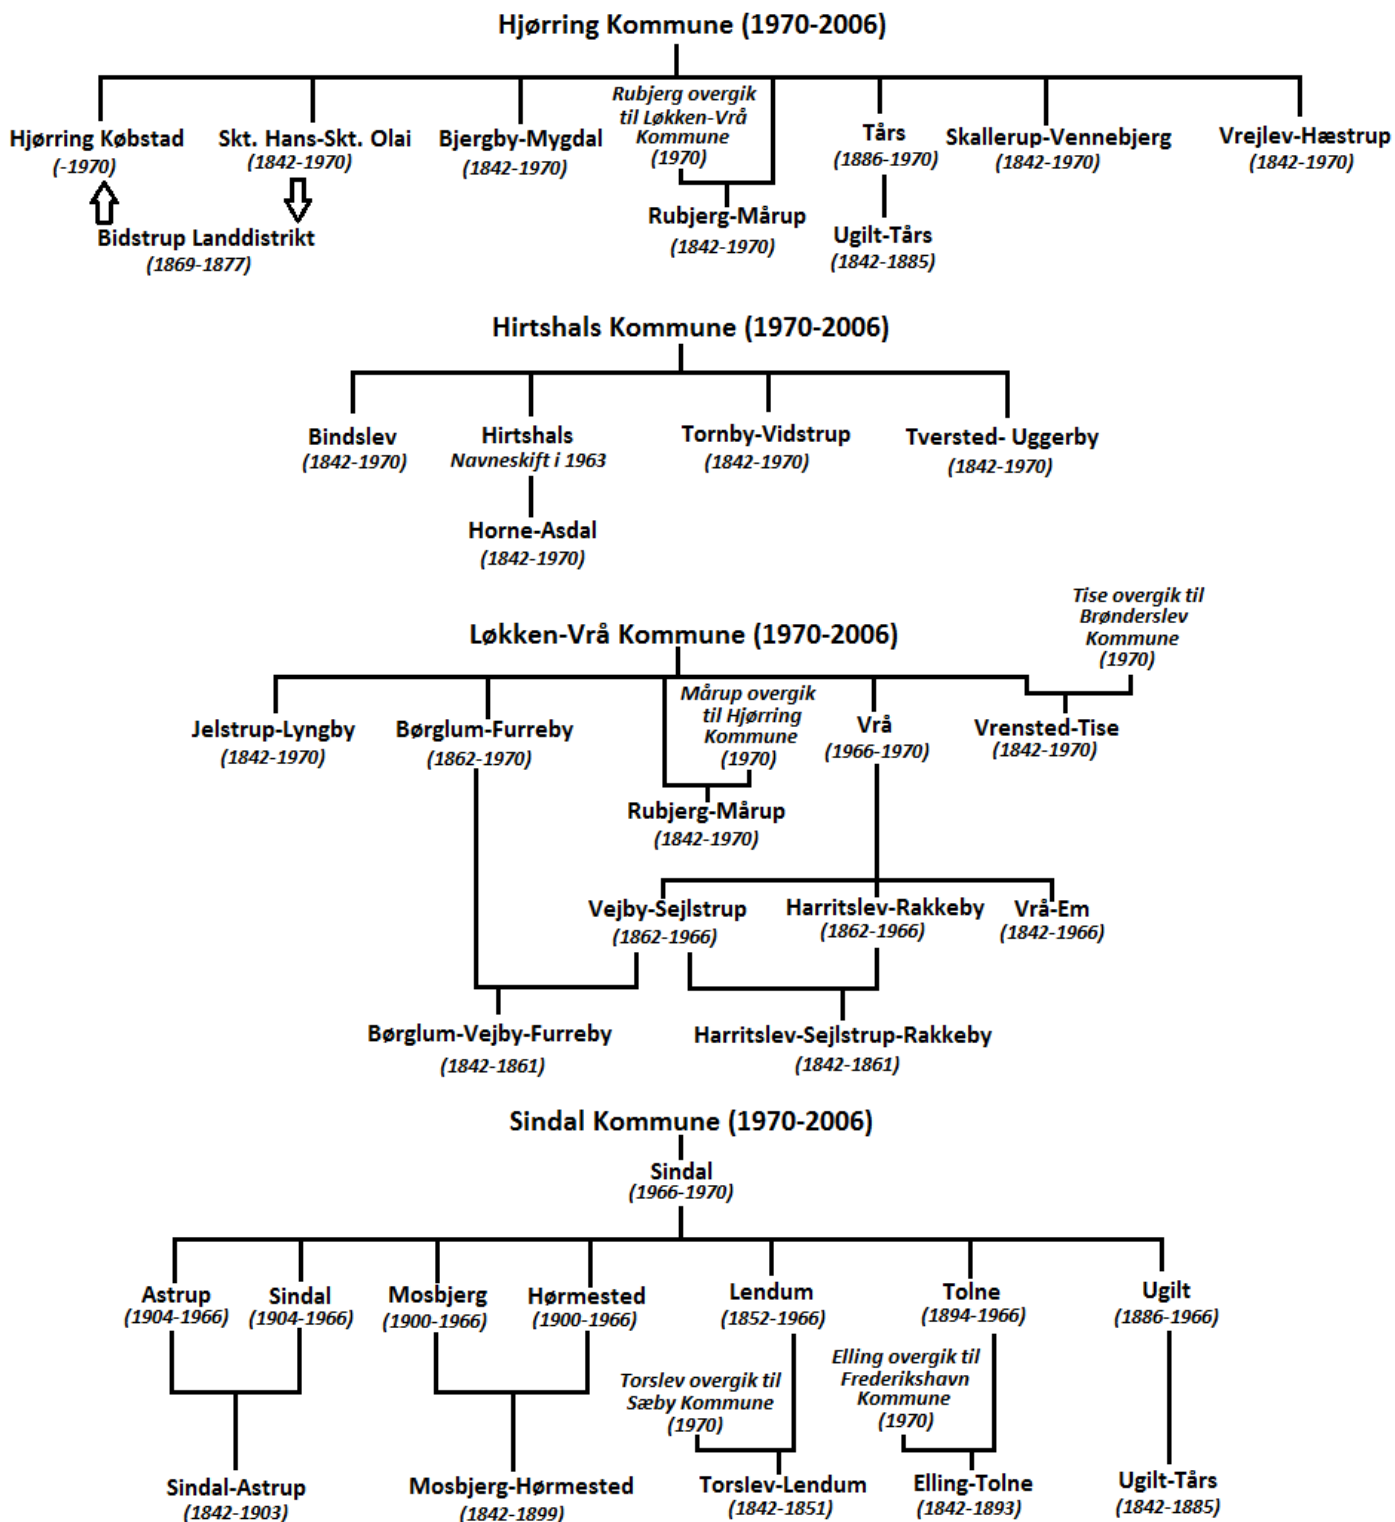 Hjørring Kommune (1970-2006)
Hjørring Købstad
(-1970)
Skt. Hans-Skt. Olai
(1842-1970)
Bidstrup Landdistrikt
(1869-1877)
Bjergby-Mygdal
(1842-1970)
Rubjerg overgik
til Løkken-Vrå
Kommune
(1970)
Rubjerg-Mårup
(1842-1970)
Tårs
(1886-1970)
Ugilt-Tårs
(1842-1885)
Skallerup-Vennebjerg
(1842-1970)
Vrejlev-Hæstrup
(1842-1970)
Hirtshals Kommune (1970-2006)
Bindslev
(1842-1970)
Hirtshals
Navneskift i 1963
Horne-Asdal
(1842-1970)
Tornby-Vidstrup
(1842-1970)
Tversted- Uggerby
(1842-1970)
Løkken-Vrå Kommune (1970-2006)
Tise overgik til
Brønderslev
Kommune
(1970)
Jelstrup-Lyngby
(1842-1970)
Børglum-Furreby
(1862-1970)
Mårup overgik
til Hjørring
Kommune
(1970)
Rubjerg-Mårup
(1842-1970)
Vrå
(1966-1970)
Vrensted-Tise
(1842-1970)
Vejby-Sejlstrup
(1862-1966)
Harritslev-Rakkeby
(1862-1966)
Vrå-Em
(1842-1966)
Børglum-Vejby-Furreby
(1842-1861)
Harritslev-Sejlstrup-Rakkeby
(1842-1861)
Sindal Kommune (1970-2006)
Sindal
(1966-1970)
Astrup
(1904-1966)
Sindal
(1904-1966)
Mosbjerg
(1900-1966)
Hørmested
(1900-1966)
Lendum
(1852-1966)
Tolne
(1894-1966)
Ugilt
(1886-1966)
Torslev overgik til
Sæby Kommune
(1970)
Elling overgik til
Frederikshavn
Kommune
(1970)
Sindal-Astrup
(1842-1903)
Mosbjerg-Hørmested
(1842-1899)
Torslev-Lendum
(1842-1851)
Elling-Tolne
(1842-1893)
Ugilt-Tårs
(1842-1885)